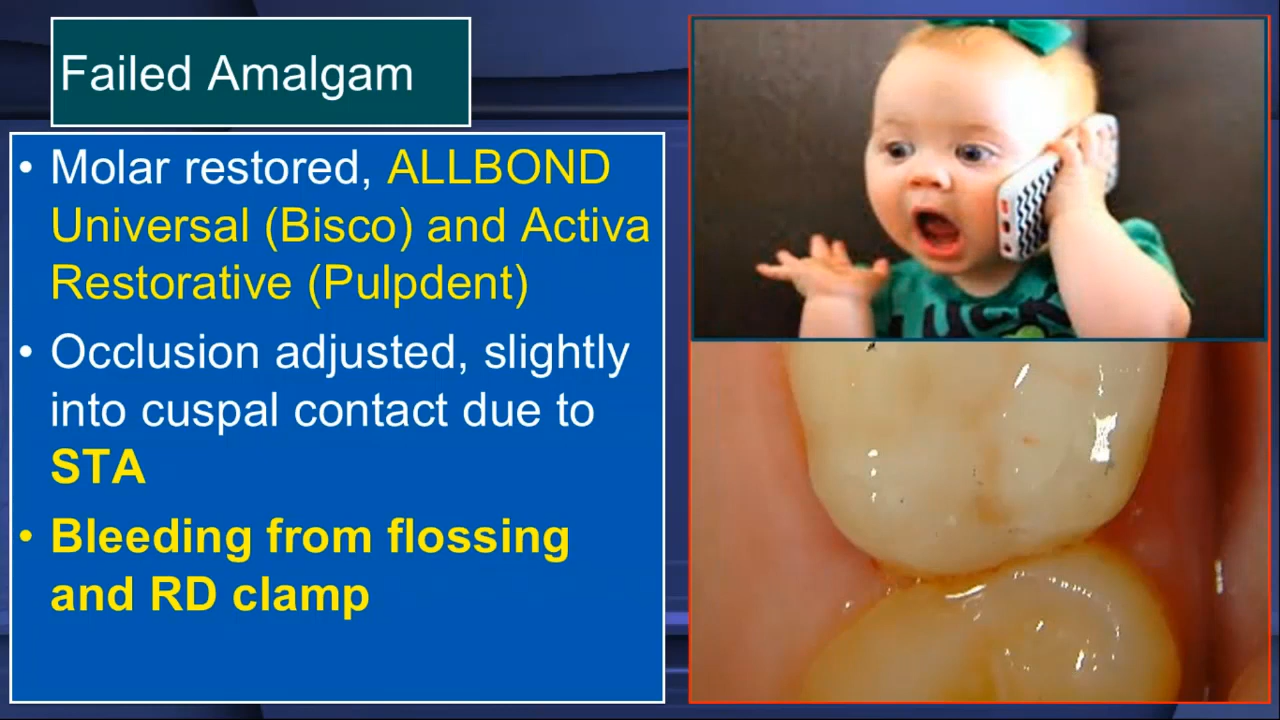 Failed Amalgam
• Molar restored, ALLBOND
Universal (Bisco) and Activa
Restorative (Pulpdent)
• Occlusion adjusted, slightly
into cuspal contact due to
STA
• Bleeding from flossing
and RD clamp